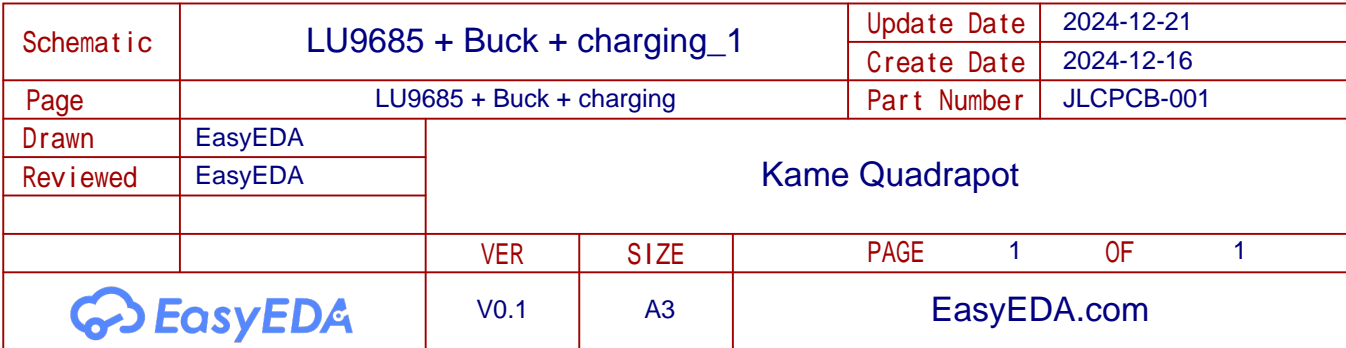 Schematic LU9685 + Buck + charging_1 Update Date 2024-12-21
Create Date 2024-12-16
Page LU9685 + Buck + charging Part Number JLCPCB-001
Drawn EasyEDA
Reviewed EasyEDA
Kame Quadrapot
VER SIZE PAGE 1 OF 1
EasyEDA V0.1 A3 EasyEDA.com